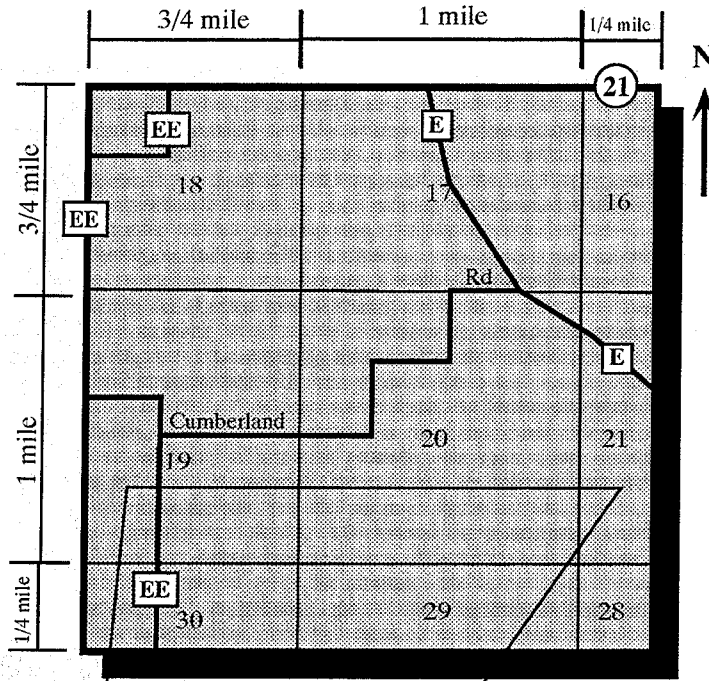 3/4 mile
1 mile
1/4 mile
N
21
EE
E
18
17
16
3/4 mile
EE
Rd
E
1 mile
Cumberland
20
21
19
1/4 mile
EE
30
29
28